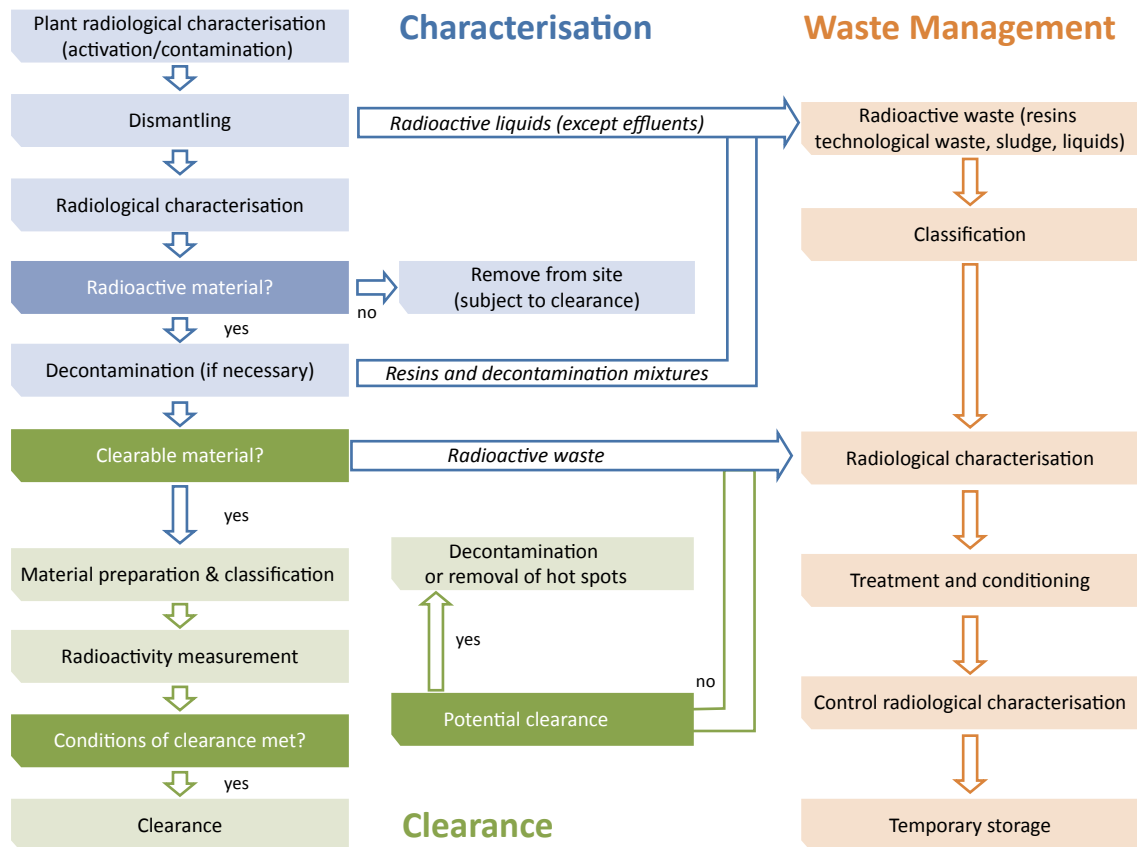 Plant radiological characterisation
(activation/contamination)
Characterisation
Waste Management
Dismantling
Radioactive liquids (except effluents)
Radioactive waste (resins
technological waste, sludge, liquids)
Radiological characterisation
Classification
Radioactive material?
no
Remove from site
(subject to clearance)
yes
Decontamination (if necessary)
Resins and decontamination mixtures
Clearable material?
Radioactive waste
Radiological characterisation
yes
Material preparation & classification
Decontamination
or removal of hot spots
Treatment and conditioning
yes
Radioactivity measurement
no
Potential clearance
Control radiological characterisation
Conditions of clearance met?
yes
Clearance
Clearance
Temporary storage